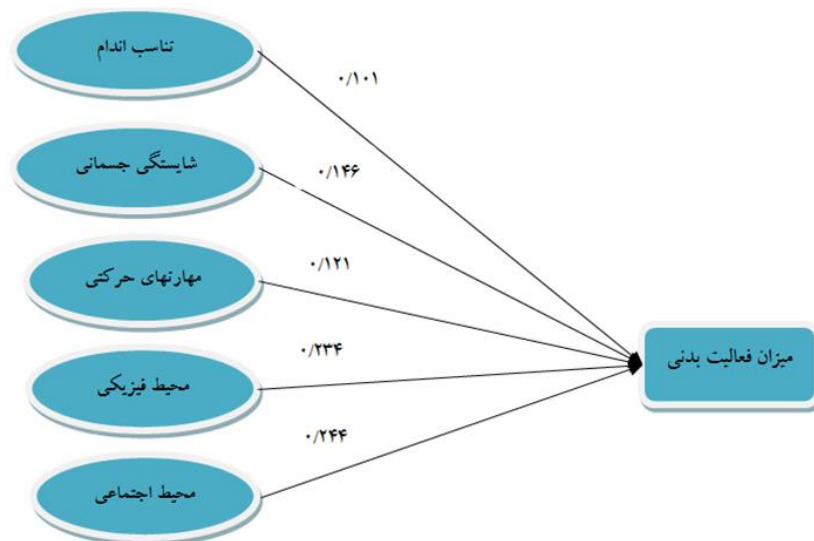 تناسب اندام
۰/۱۰۱
شایستگی جسمانی
۰/۱۴۶
مهارتهای حرکتی
۰/۱۲۱
محیط فیزیکی
۰/۲۳۴
میزان فعالیت بدنی
محیط اجتماعی
۰/۲۴۴